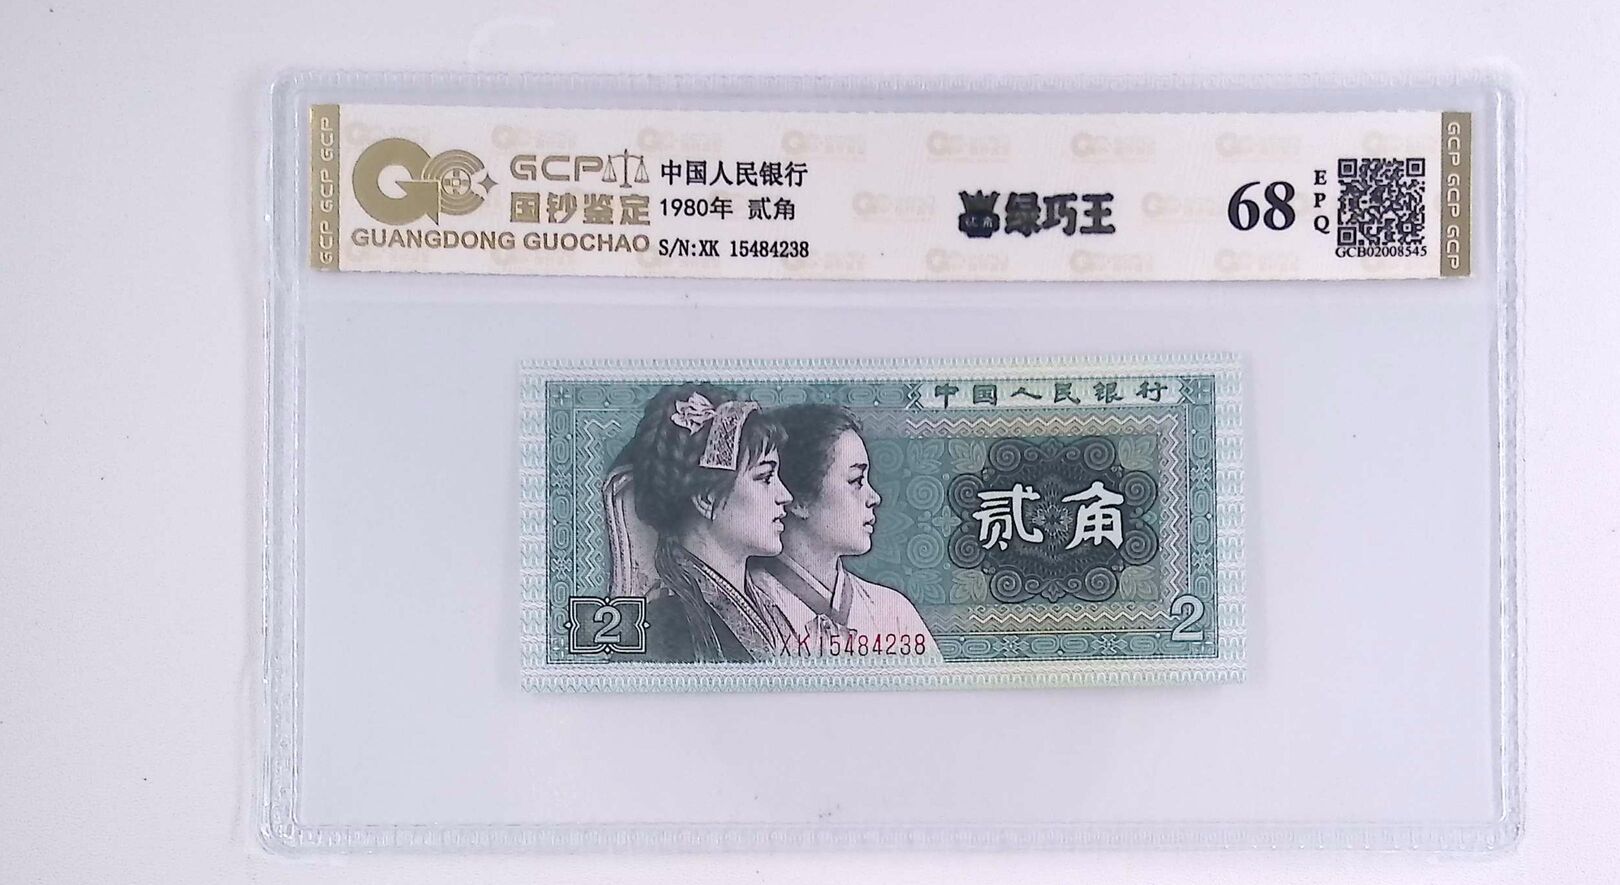 GCP
中国人民银行
国钞鉴定
1980年 贰角
GUANGDONG GUOCHAO
S/N:XK 15484238
绿巧王
68
EPQ
GCB02008545
GCP GCP GCP
GCP GCP GCP
中国人民银行
贰角
2
2
XK15484238